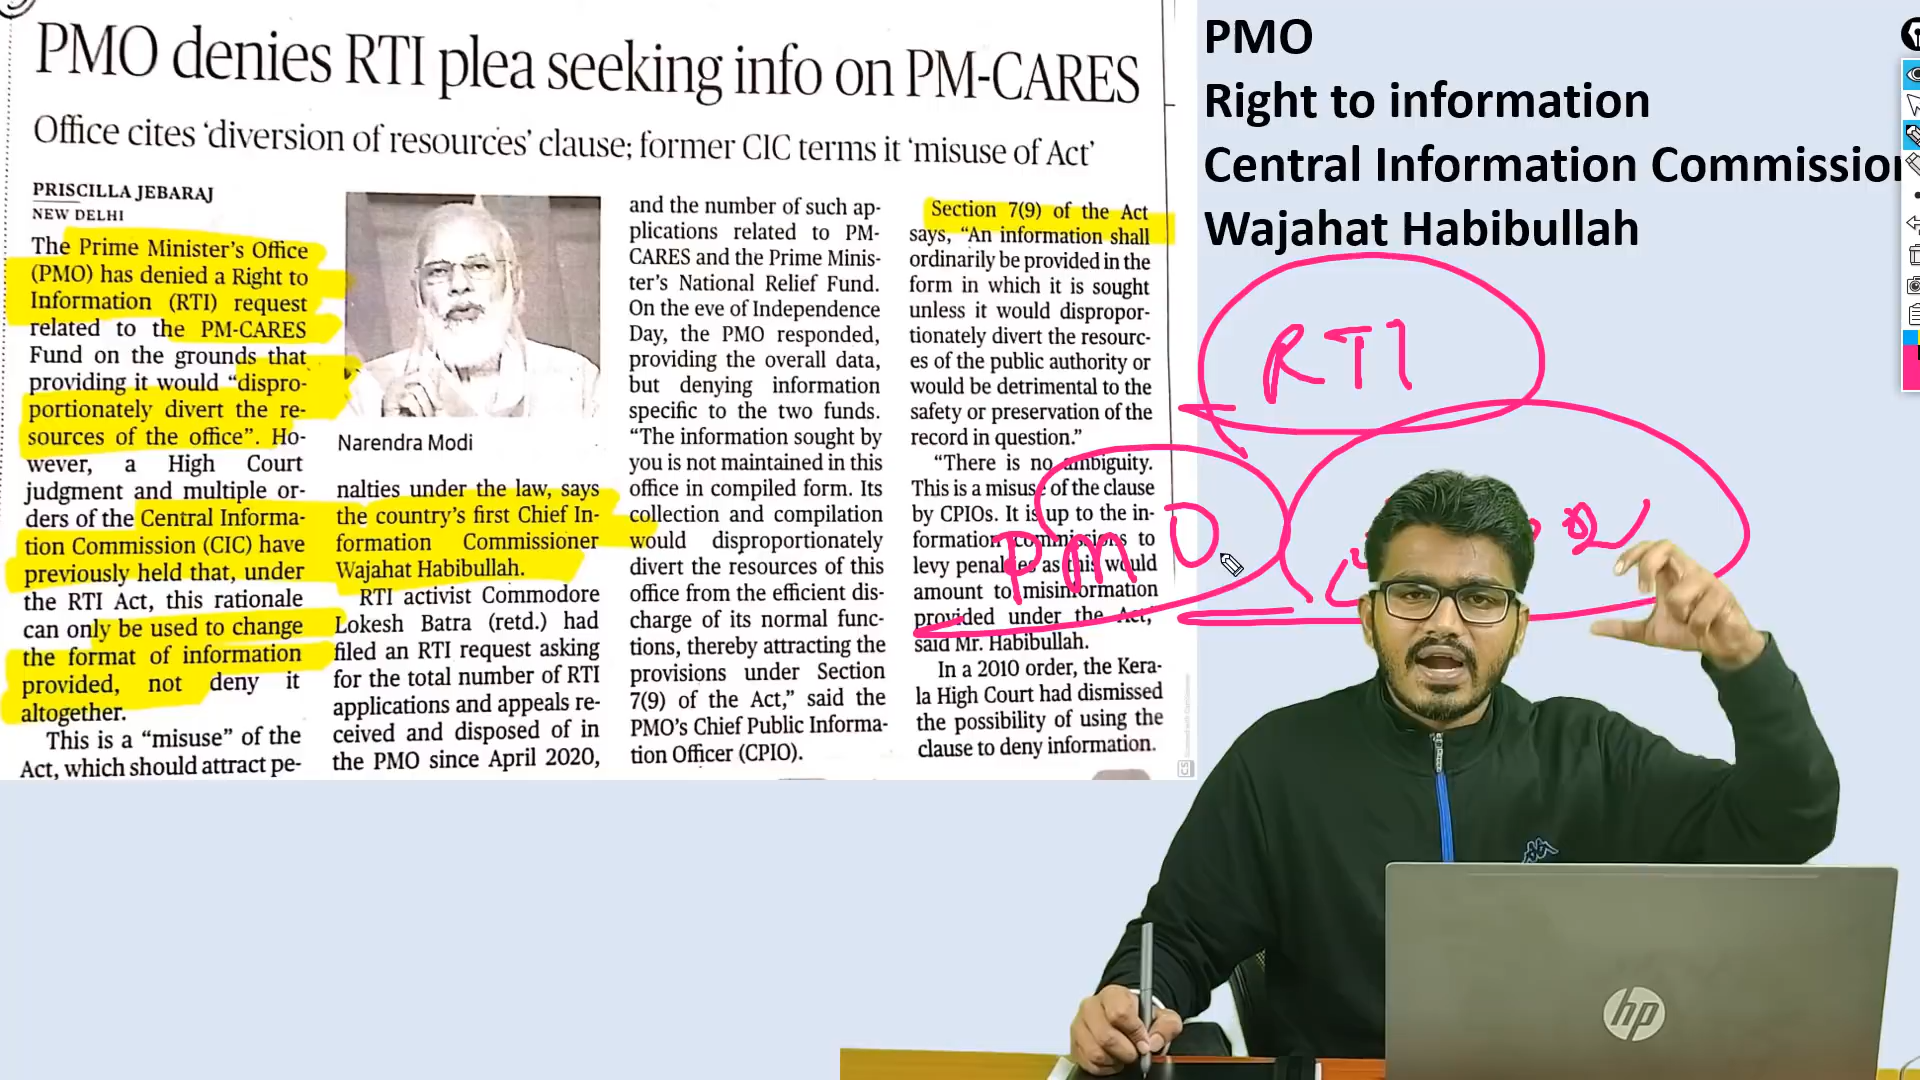 PMO denies RTI plea seeking info on PM-CARES
Office cites ‘diversion of resources’ clause; former CIC terms it ‘misuse of Act’
PRISCILLA JEBARAJ
NEW DELHI
The Prime Minister’s Office
(PMO) has denied a Right to
Information (RTI) request
related to the PM-CARES
Fund on the grounds that
providing it would “dispro-
portionately divert the re-
sources of the office”. Ho-
wever, a High Court
judgment and multiple or-
ders of the Central Informa-
tion Commission (CIC) have
previously held that, under
the RTI Act, this rationale
can only be used to change
the format of information
provided, not deny it
altogether.
This is a “misuse” of the
Act, which should attract pe-
Narendra Modi
nalties under the law, says
the country’s first Chief In-
formation Commissioner
Wajahat Habibullah.
RTI activist Commodore
Lokesh Batra (retd.) had
filed an RTI request asking
for the total number of RTI
applications and appeals re-
ceived and disposed of in
the PMO since April 2020,
and the number of such ap-
plications related to PM-
CARES and the Prime Minis-
ter’s National Relief Fund.
On the eve of Independence
Day, the PMO responded,
providing the overall data,
but denying information
specific to the two funds.
“The information sought by
you is not maintained in this
office in compiled form. Its
collection and compilation
would disproportionately
divert the resources of this
office from the efficient dis-
charge of its normal func-
tions, thereby attracting the
provisions under Section
7(9) of the Act,” said the
PMO’s Chief Public Informa-
tion Officer (CPIO).
Section 7(9) of the Act
says, “An information shall
ordinarily be provided in the
form in which it is sought
unless it would dispropor-
tionately divert the resourc-
es of the public authority or
would be detrimental to the
safety or preservation of the
record in question.”
“There is no ambiguity.
This is a misuse of the clause
by CPIOs. It is up to the in-
formation commissions to
levy penalties as this would
amount to misinformation
provided under the Act,”
said Mr. Habibullah.
In a 2010 order, the Kera-
la High Court had dismissed
the possibility of using the
clause to deny information.
CS
PMO
Right to information
Central Information Commission
Wajahat Habibullah
RTI
PMO
hp